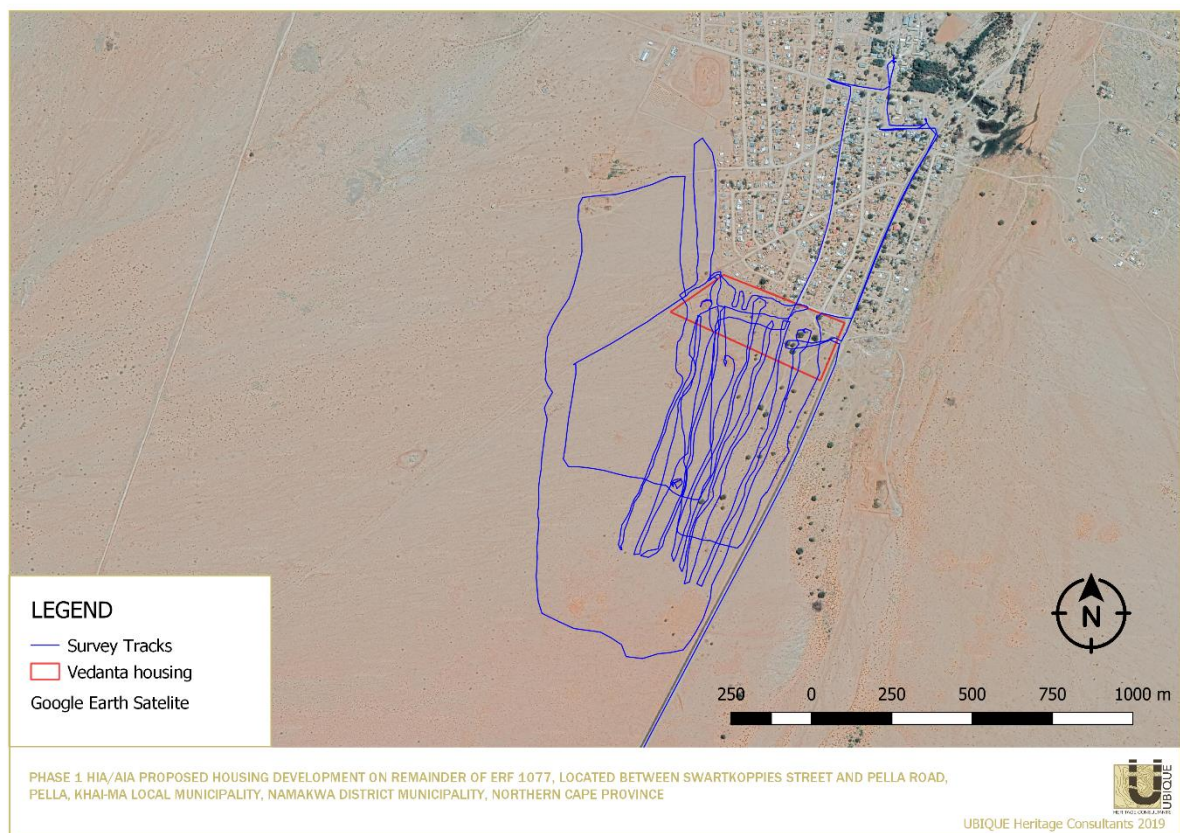 LEGEND
Survey Tracks
Vedanta housing
Google Earth Satelite
N
250 0 250 500 750 1000 m
PHASE 1 HIA/AIA PROPOSED HOUSING DEVELOPMENT ON REMAINDER OF ERF 1077, LOCATED BETWEEN SWARTKOPPIES STREET AND PELLA ROAD,
PELLA, KHAI-MA LOCAL MUNICIPALITY, NAMAKWA DISTRICT MUNICIPALITY, NORTHERN CAPE PROVINCE
UBIQUE
HERITAGE CONSULTANTS
UBIQUE Heritage Consultants 2019